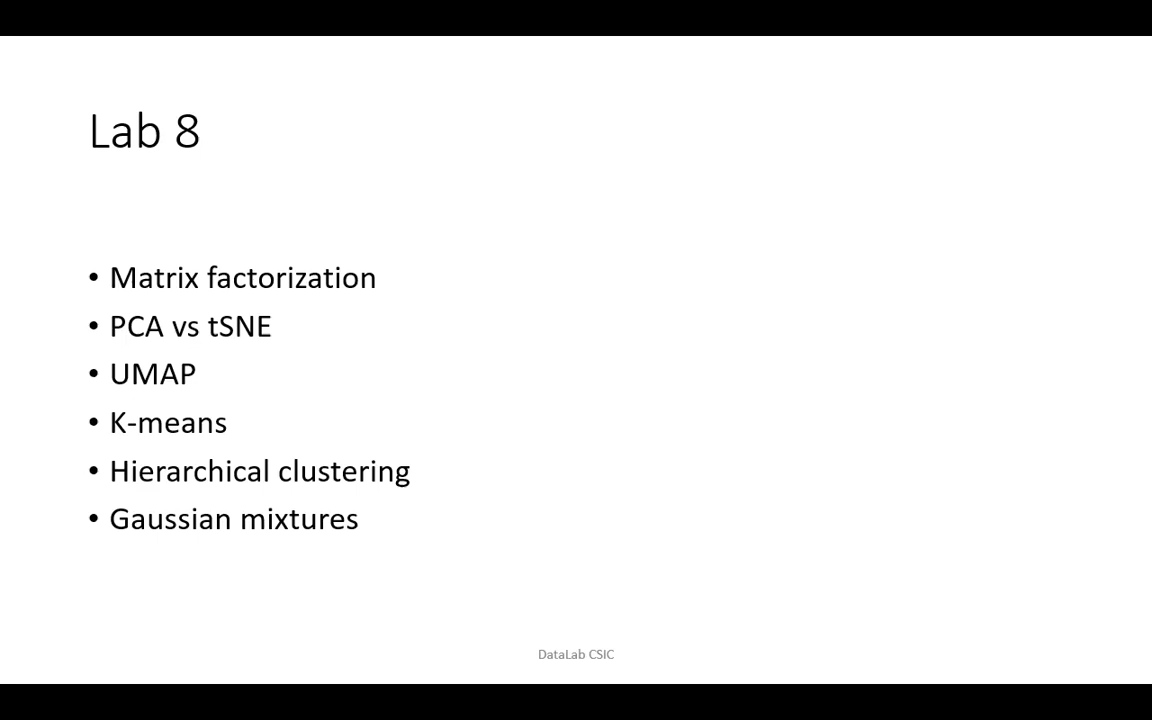 Lab 8
• Matrix factorization
• PCA vs tSNE
• UMAP
• K-means
• Hierarchical clustering
• Gaussian mixtures
DataLab CSIC